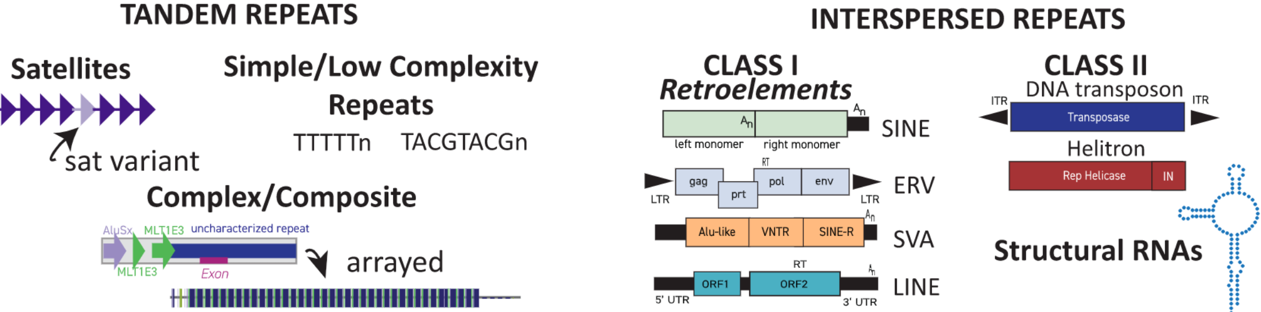 TANDEM REPEATS
Satellites
sat variant
Simple/Low Complexity
Repeats
TTTTTn TACGTACGn
Complex/Composite
AluSx MLT1E3 uncharacterized repeat
MLT1E3
Exon
arrayed
INTERSPERSED REPEATS
CLASS I
Retroelements
An
An
left monomer right monomer
SINE
RT
gag prt pol env
LTR LTR
ERV
An
Alu-like VNTR SINE-R
SVA
RT An
ORF1 ORF2
5' UTR 3' UTR
LINE
CLASS II
DNA transposon
ITR ITR
Transposase
Helitron
Rep Helicase IN
Structural RNAs